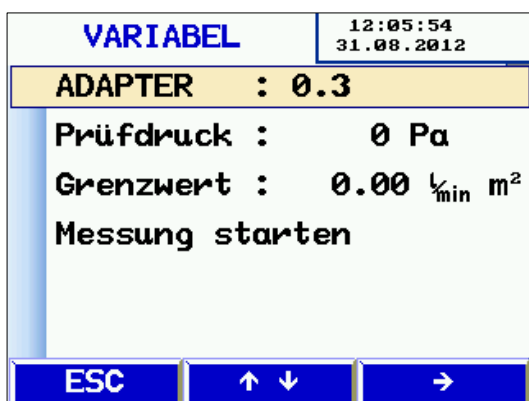 VARIABEL
12:05:54
31.08.2012
ADAPTER : 0.3
Prüfdruck : 0 Pa
Grenzwert : 0.00 L/min m²
Messung starten
ESC ↑ ↓ →